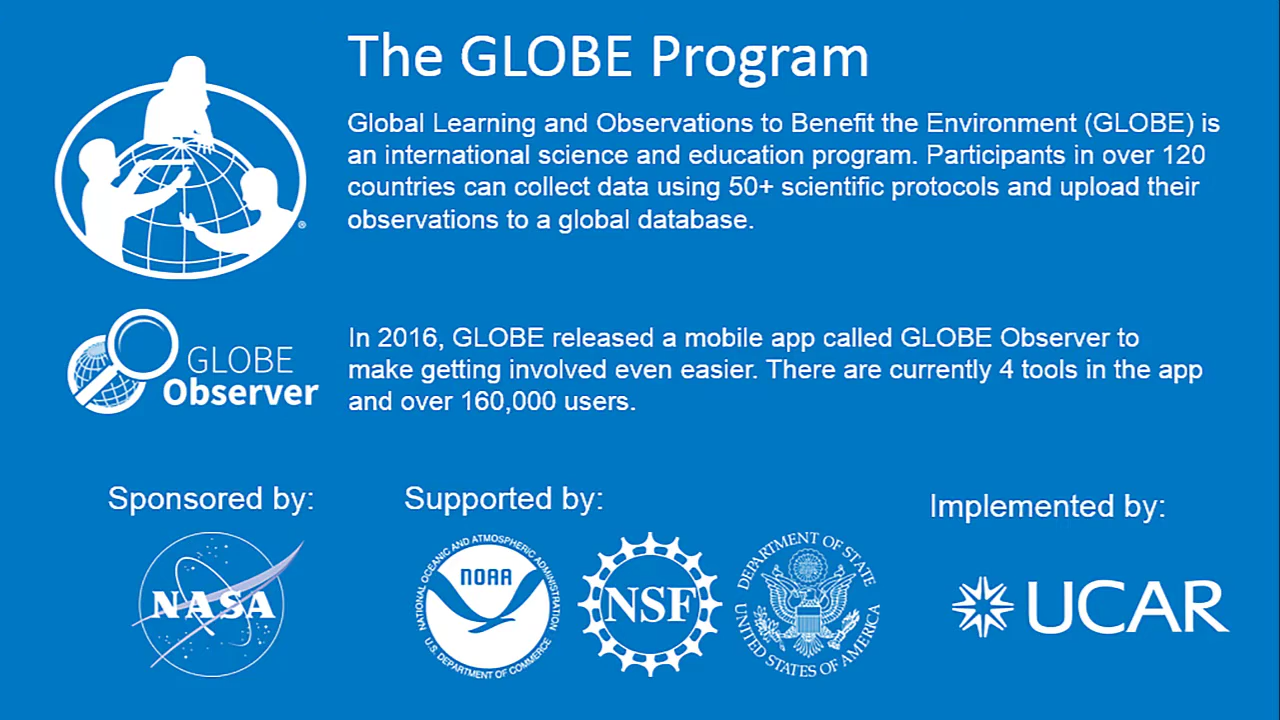 The GLOBE Program
Global Learning and Observations to Benefit the Environment (GLOBE) is
an international science and education program. Participants in over 120
countries can collect data using 50+ scientific protocols and upload their
observations to a global database.
®
GLOBE
Observer
In 2016, GLOBE released a mobile app called GLOBE Observer to
make getting involved even easier. There are currently 4 tools in the app
and over 160,000 users.
Sponsored by:
Supported by:
Implemented by:
NASA
NATIONAL OCEANIC AND ATMOSPHERIC ADMINISTRATION
NOAA
U.S. DEPARTMENT OF COMMERCE
NSF
DEPARTMENT OF STATE
UNITED STATES OF AMERICA
UCAR